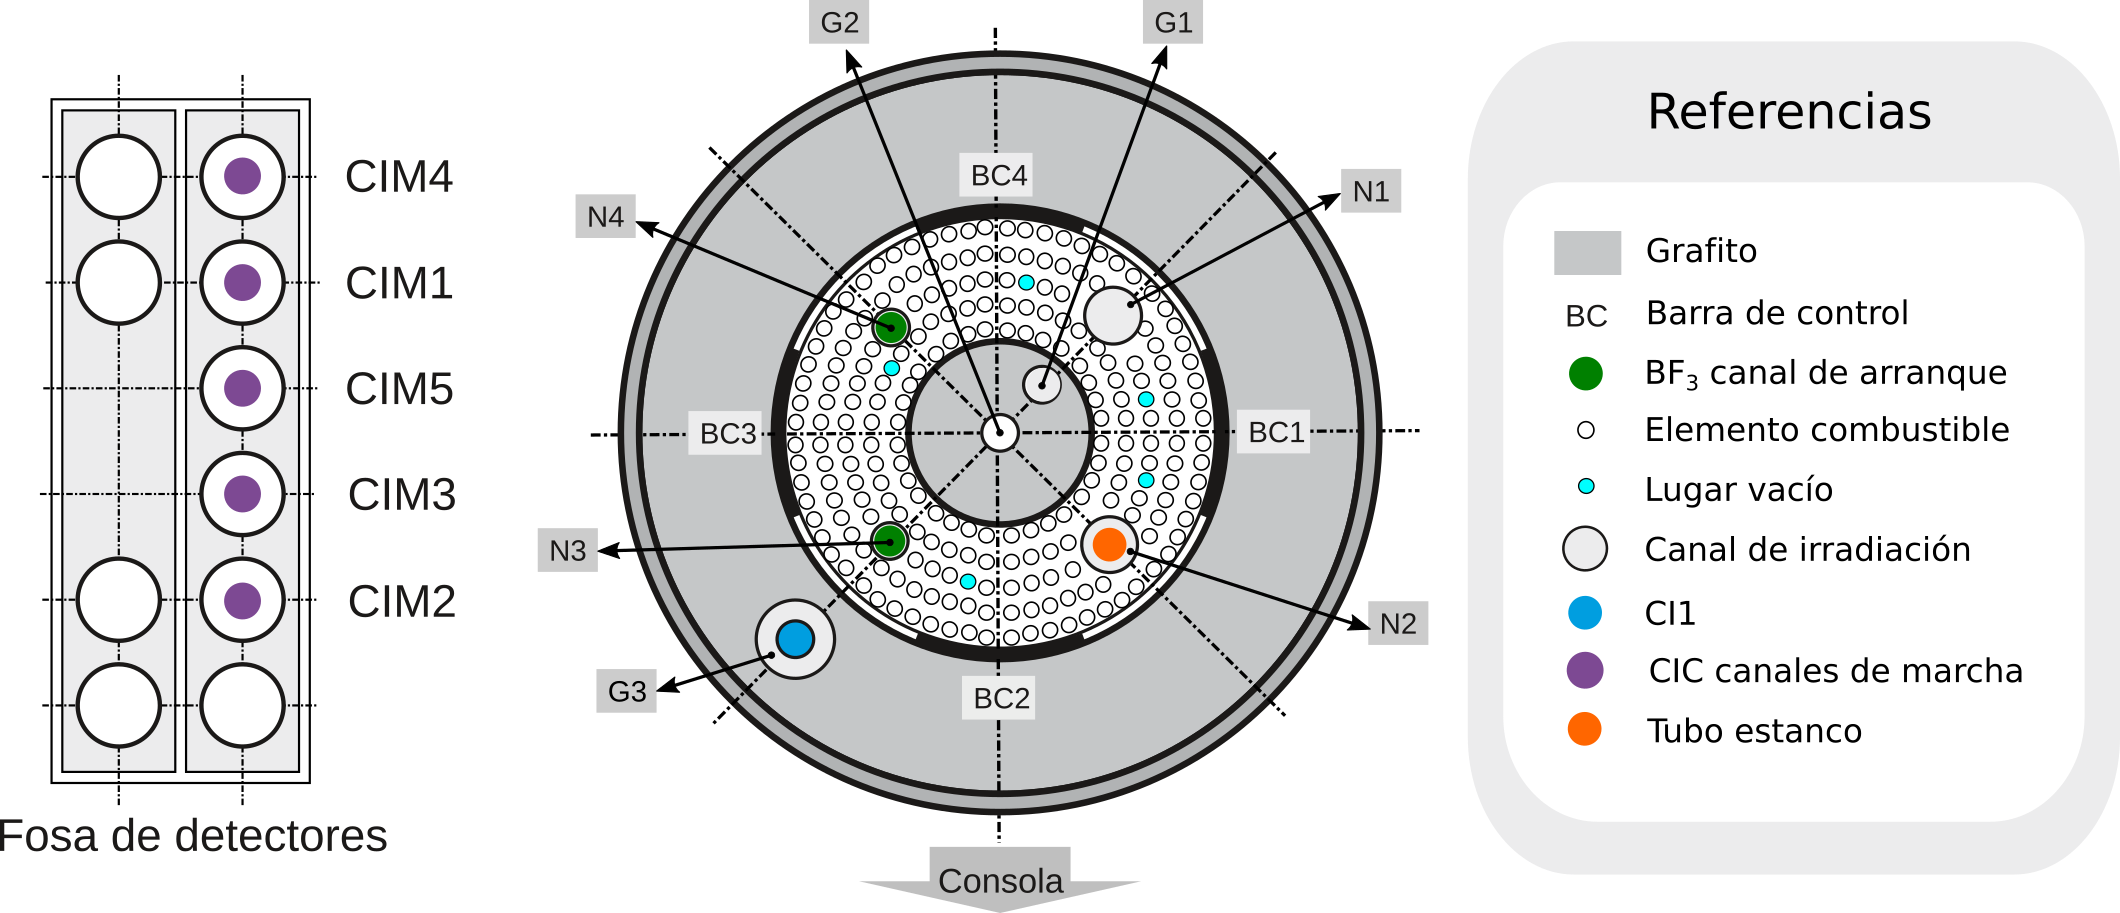 CIM4
CIM1
CIM5
CIM3
CIM2
Fosa de detectores
G2
G1
N4
N1
BC4
BC3
BC1
N3
N2
G3
BC2
Consola
Referencias
Grafito
BC Barra de control
BF3 canal de arranque
Elemento combustible
Lugar vacío
Canal de irradiación
CI1
CIC canales de marcha
Tubo estanco